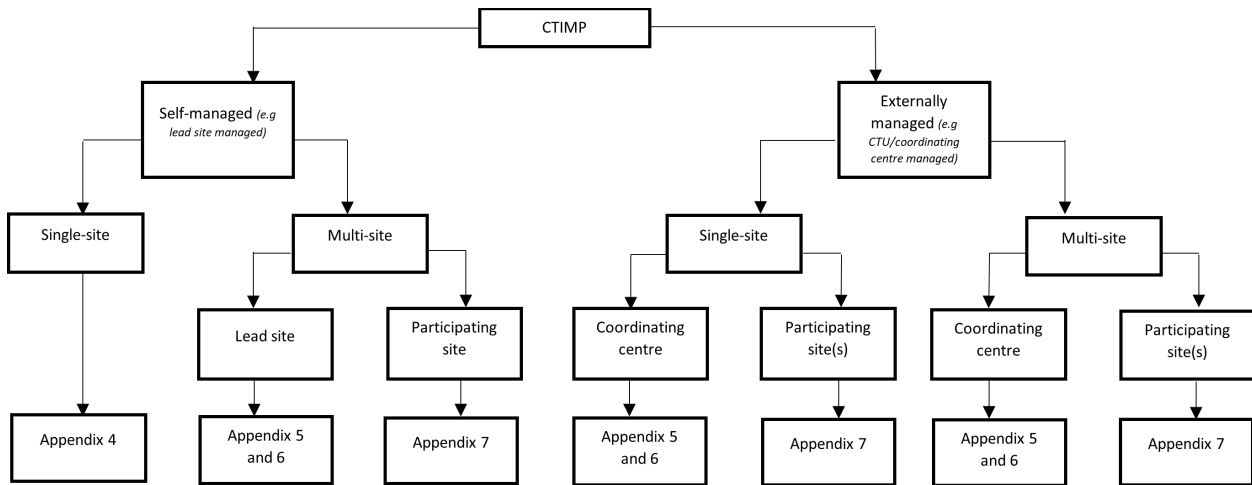 CTIMP
Self-managed (e.g
lead site managed)
Externally
managed (e.g
CTU/coordinating
centre managed)
Single-site
Multi-site
Single-site
Multi-site
Lead site
Participating
site
Coordinating
centre
Participating
site(s)
Coordinating
centre
Participating
site(s)
Appendix 4
Appendix 5
and 6
Appendix 7
Appendix 5
and 6
Appendix 7
Appendix 5
and 6
Appendix 7